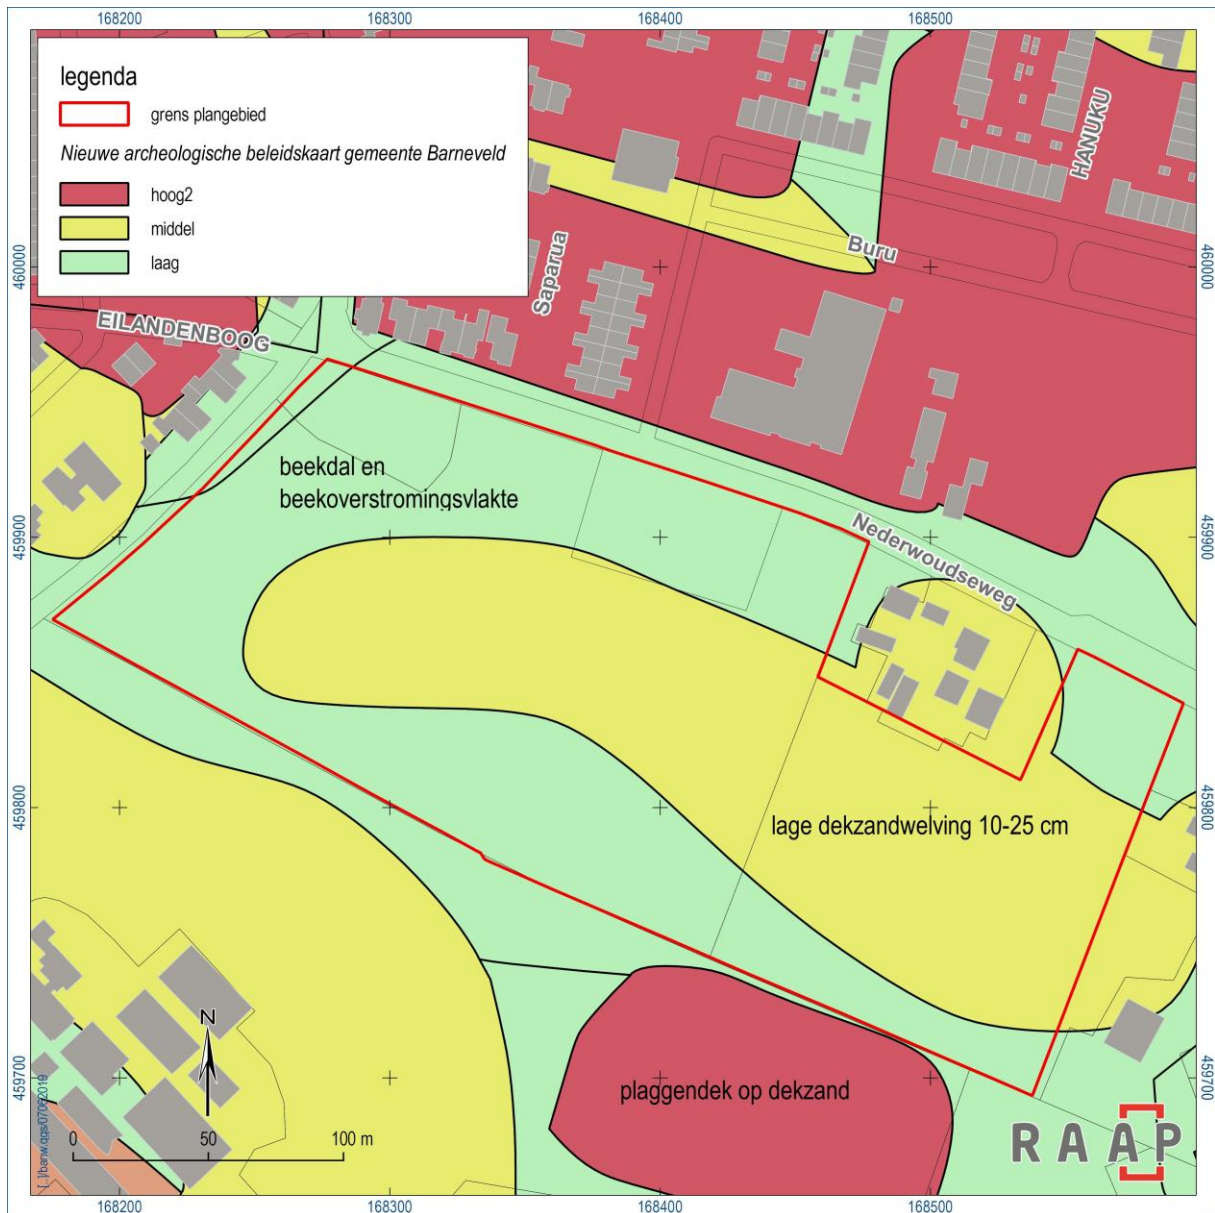 168200 168300 168400 168500
legenda
grens plangebied
Nieuwe archeologische beleidskaart gemeente Barneveld
hoog2
middel
laag
HANUKU
Buru
Saparua
460000
460000
EILANDENBOOG
beekdal en
beekoverstromingsvlakte
459900
Nederwoudseweg
459900
459800
lage dekzandwelving 10-25 cm
459800
N
459700
plaggendek op dekzand
459700
RAAP
0 50 100 m
168200 168300 168400 168500